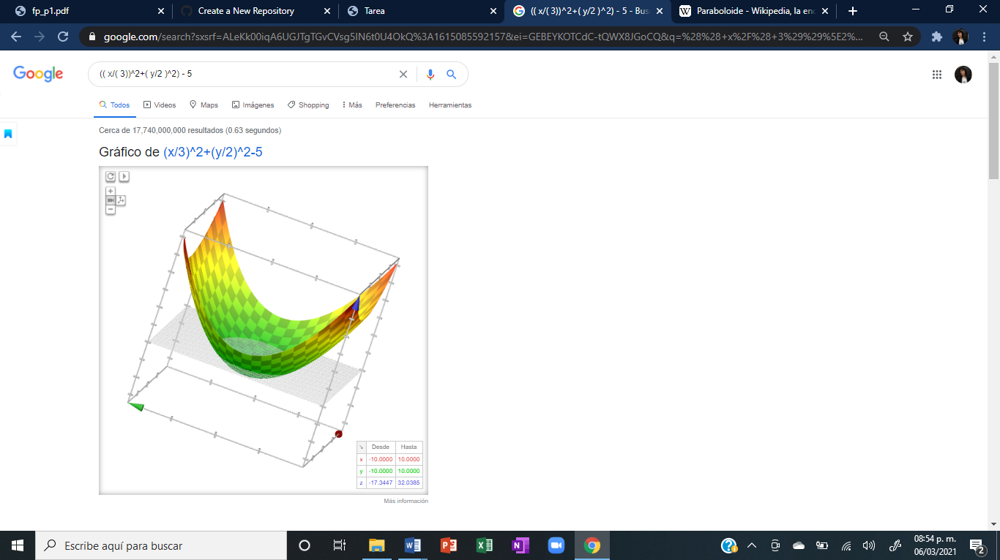 fp_p1.pdf
Create a New Repository
Tarea
(( x/( 3))^2+( y/2 )^2) - 5 - Bus
Paraboloide - Wikipedia, la enc
google.com/search?sxsrf=ALeKk00iqA6UGJTgTGvCVsg5IN6t0U4OkQ%3A1615085592157&ei=GEBEYKOTCdC-tQWX8JGoCQ&q=%28%28+x%2F%28+3%29%29%5E2%...
Google
(( x/( 3))^2+( y/2 )^2) - 5
Todos
Videos
Maps
Imágenes
Shopping
Más
Preferencias
Herramientas
Cerca de 17,740,000,000 resultados (0.63 segundos)
Gráfico de (x/3)^2+(y/2)^2-5
Desde Hasta
x -10.0000 10.0000
y -10.0000 10.0000
z -17.3447 32.0385
Más información
Escribe aquí para buscar
08:54 p. m.
06/03/2021
2